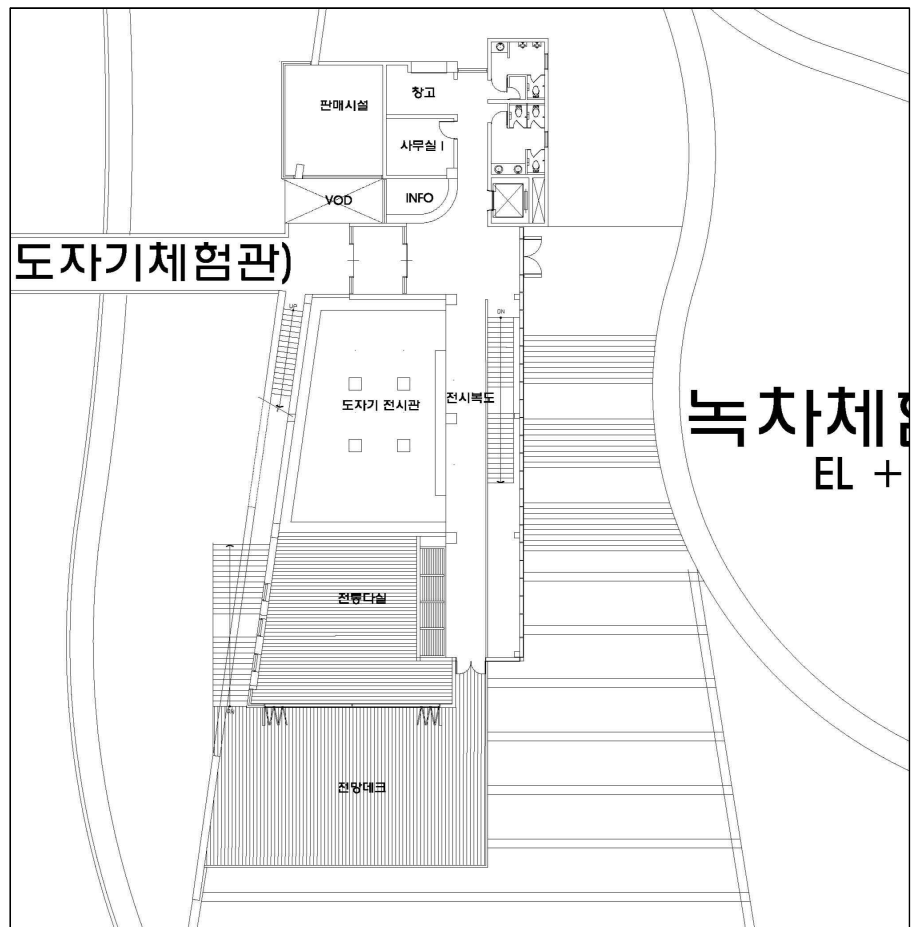 판매시설
창고
사무실 I
VOD
INFO
도자기체험관)
UP
DN
도자기 전시관
전시복도
녹차체험
EL +
전통다실
DN
전망데크